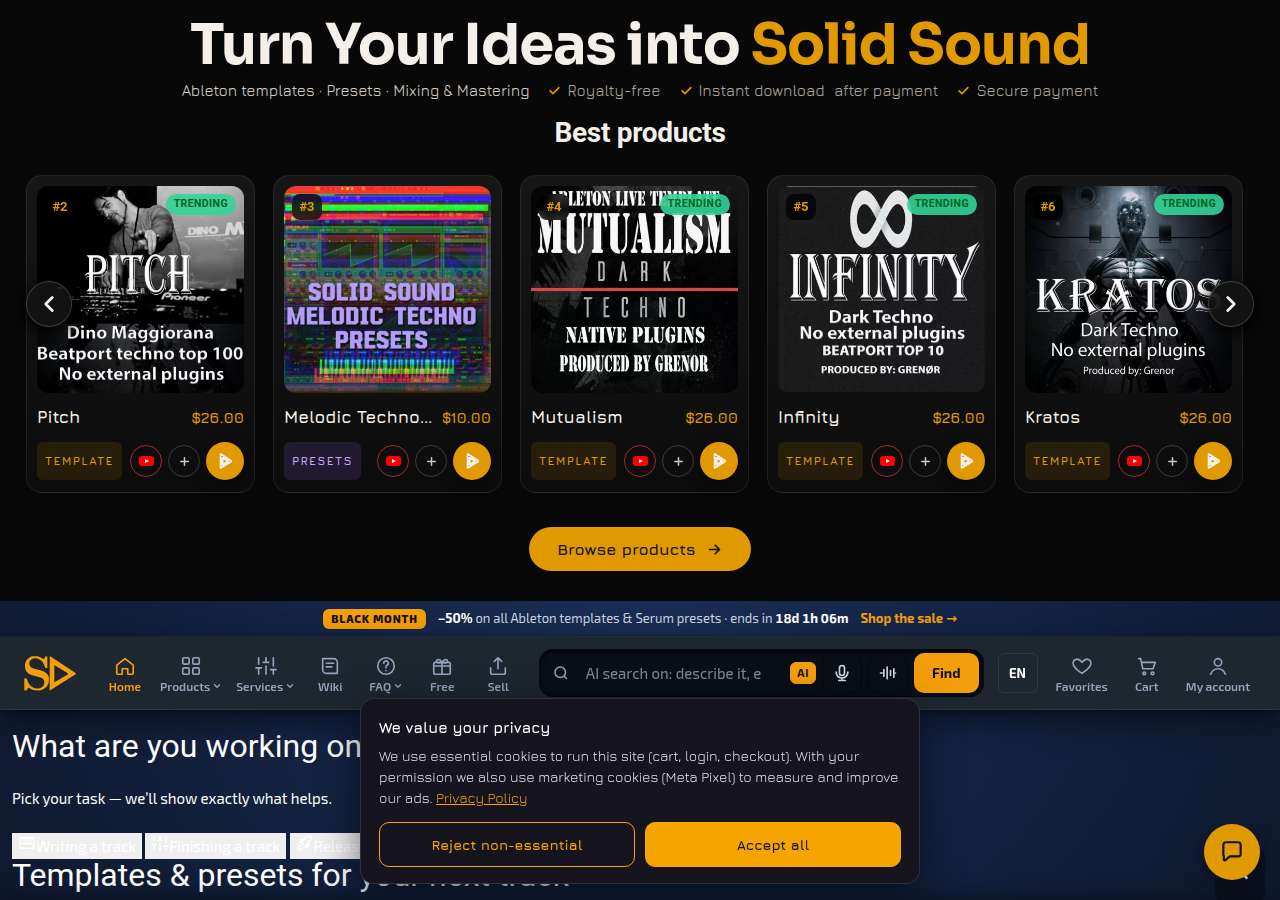 Turn Your Ideas into Solid Sound
Ableton templates · Presets · Mixing & Mastering ✓ Royalty-free ✓ Instant download after payment ✓ Secure payment
Best products
#2 TRENDING
PITCH
Pioneer
Dino Maggiorana
Beatport techno top 100
No external plugins
Pitch $26.00
TEMPLATE
#3
SOLID SOUND
MELODIC TECHNO
PRESETS
Melodic Techno... $10.00
PRESETS
#4 TRENDING
LIVE
MUTUALISM
DARK
TECHNO
NATIVE PLUGINS
PRODUCED BY GRENOR
Mutualism $26.00
TEMPLATE
#5 TRENDING
INFINITY
Dark Techno
No external plugins
BEATPORT TOP 10
PRODUCED BY: GRENØR
Infinity $26.00
TEMPLATE
#6 TRENDING
KRATOS
Dark Techno
No external plugins
Produced by: Grenor
Kratos $26.00
TEMPLATE
Browse products →
BLACK MONTH –50% on all Ableton templates & Serum presets · ends in 18d 1h 06m Shop the sale →
Home Products Services Wiki FAQ Free Sell AI search on: describe it, e AI Find EN Favorites Cart My account
What are you working on
Pick your task — we'll show exactly what helps.
Writing a track Finishing a track
Templates & presets for your next track
We value your privacy
We use essential cookies to run this site (cart, login, checkout). With your
permission we also use marketing cookies (Meta Pixel) to measure and improve
our ads. Privacy Policy
Reject non-essential Accept all